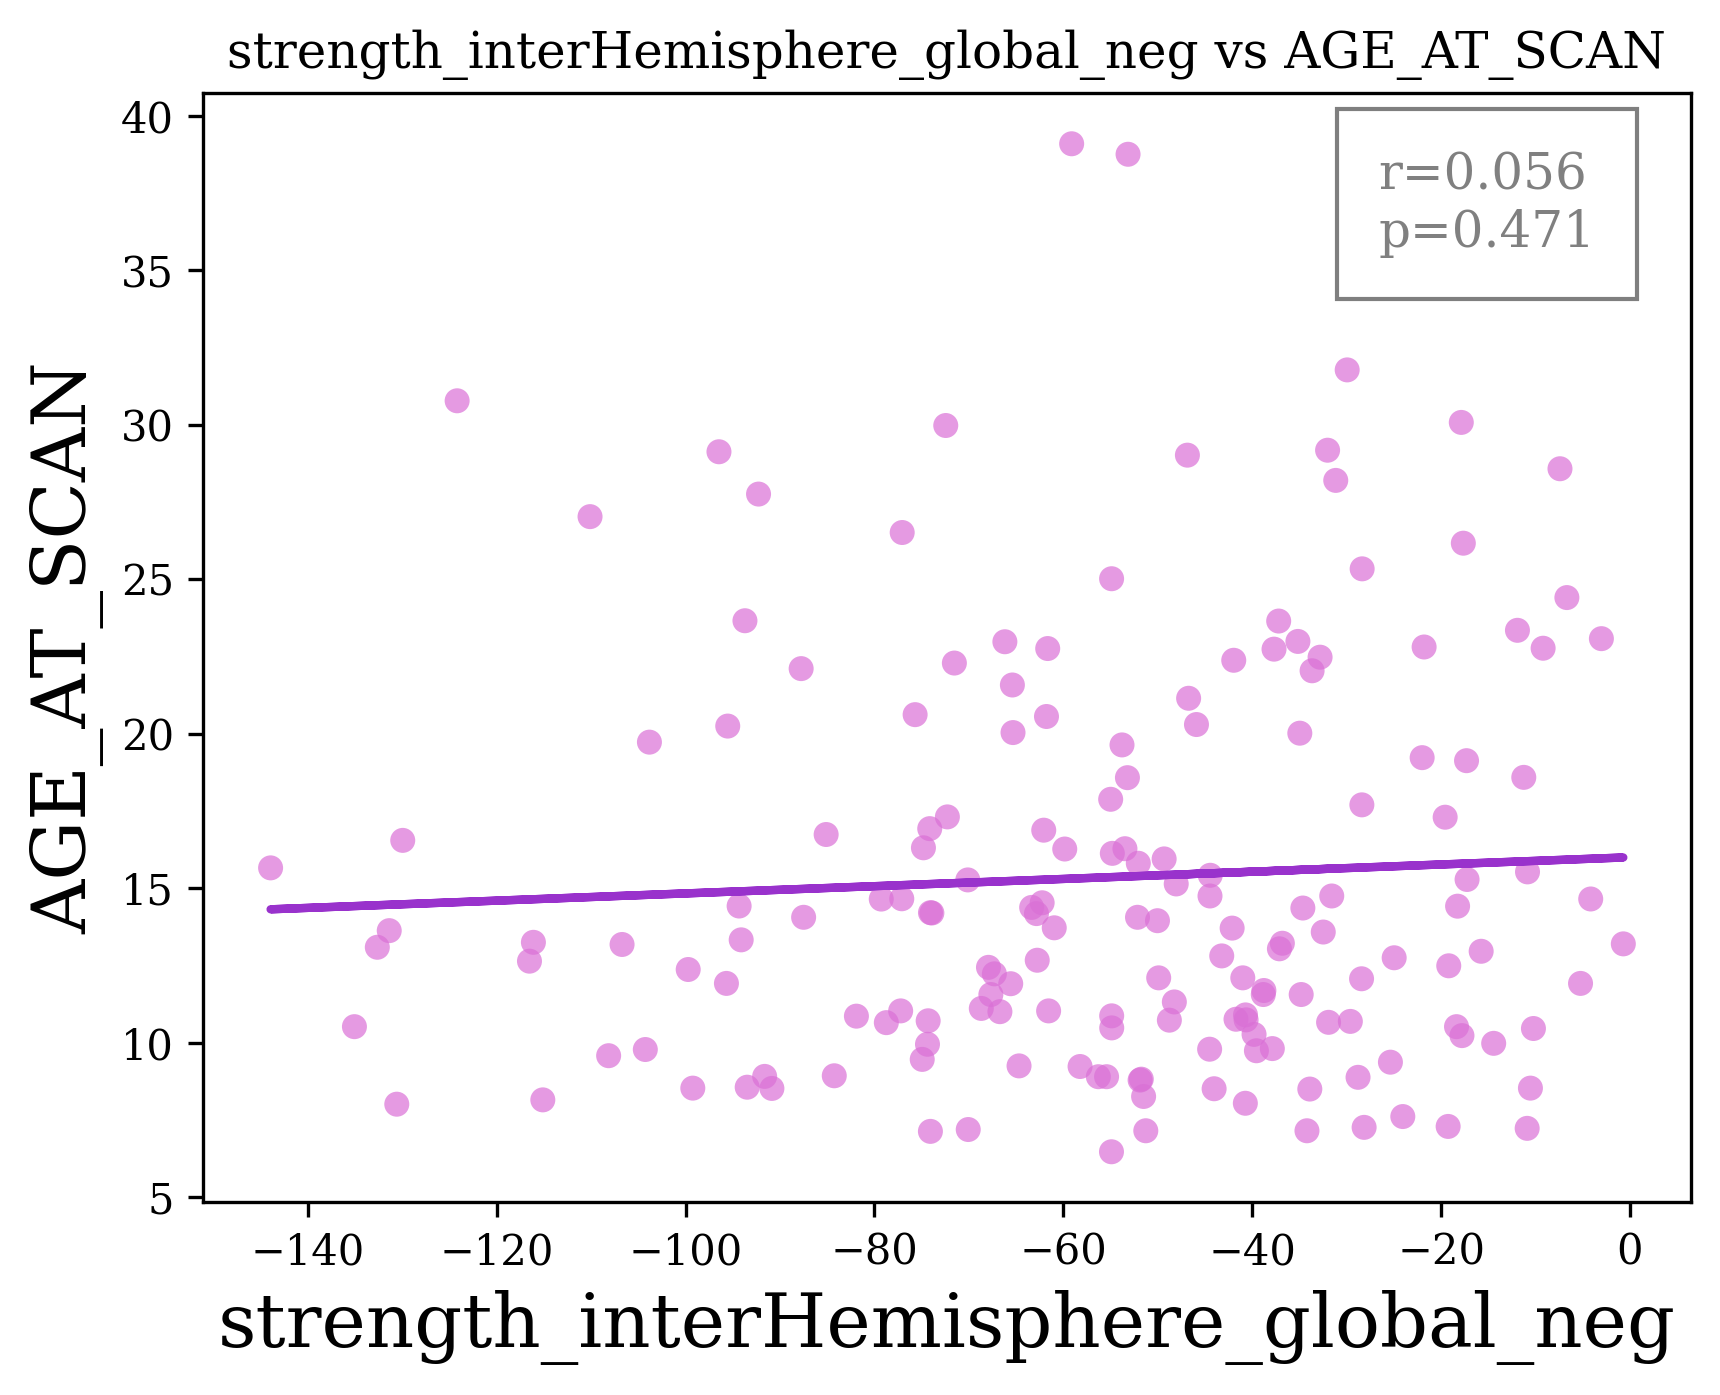 strength_interHemisphere_global_neg vs AGE_AT_SCAN
r=0.056
p=0.471
AGE_AT_SCAN
40
35
30
25
20
15
10
5
−140 −120 −100 −80 −60 −40 −20 0
strength_interHemisphere_global_neg